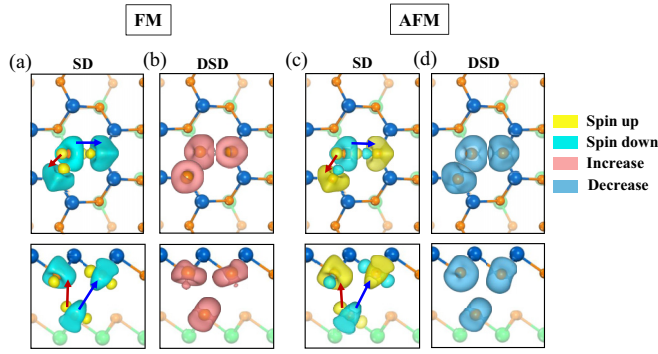 FM
AFM
(a) SD
(b) DSD
(c) SD
(d) DSD
Spin up
Spin down
Increase
Decrease